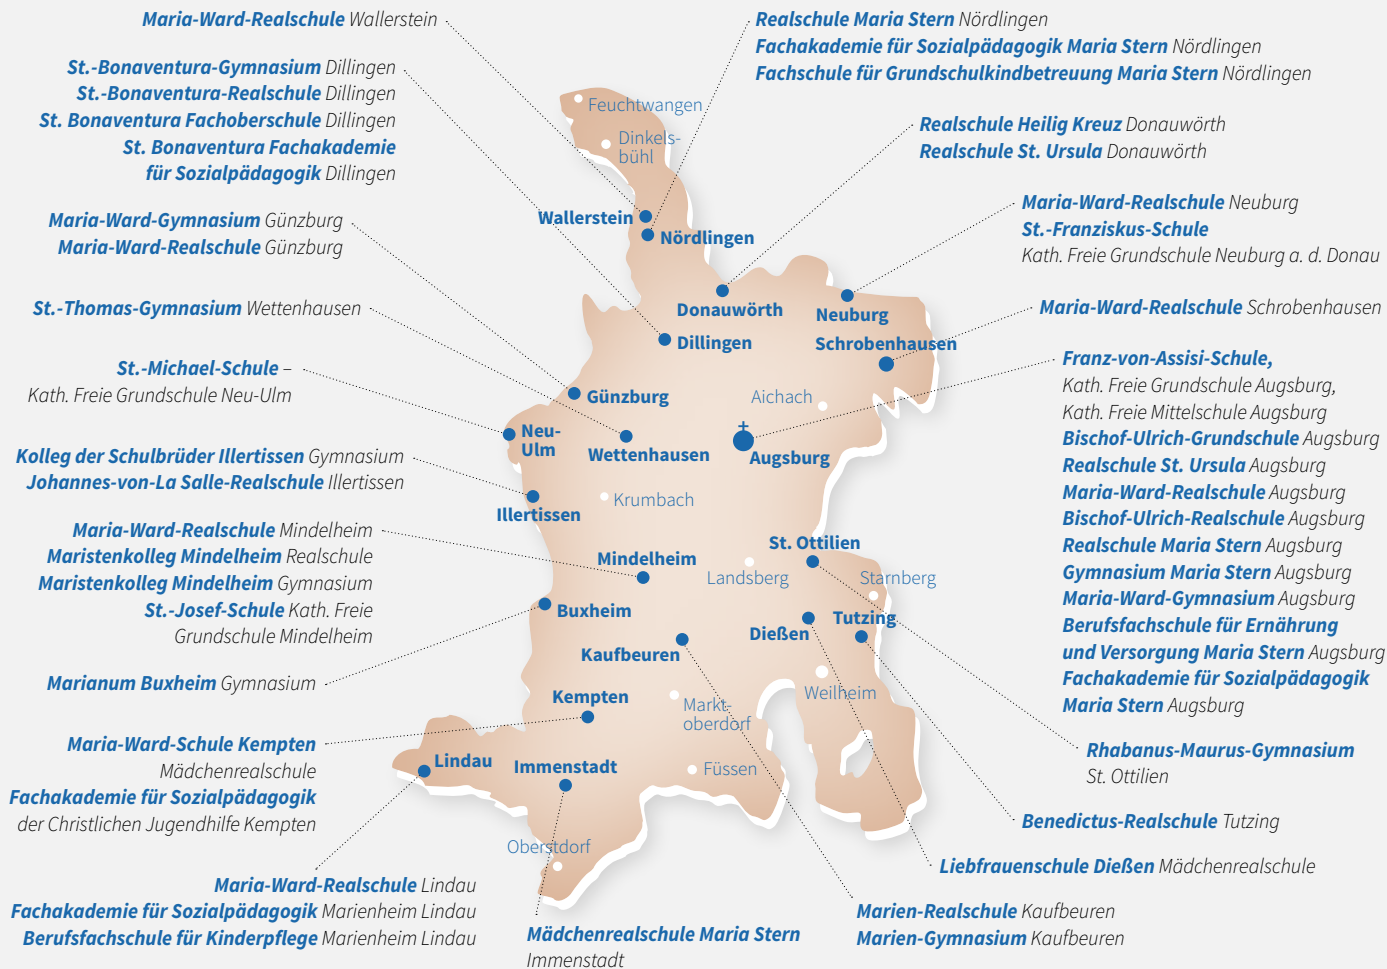 Maria-Ward-Realschule Wallerstein
St.-Bonaventura-Gymnasium Dillingen
St.-Bonaventura-Realschule Dillingen
St. Bonaventura Fachoberschule Dillingen
St. Bonaventura Fachakademie
für Sozialpädagogik Dillingen
Maria-Ward-Gymnasium Günzburg
Maria-Ward-Realschule Günzburg
St.-Thomas-Gymnasium Wettenhausen
St.-Michael-Schule –
Kath. Freie Grundschule Neu-Ulm
Kolleg der Schulbrüder Illertissen Gymnasium
Johannes-von-La Salle-Realschule Illertissen
Maria-Ward-Realschule Mindelheim
Maristenkolleg Mindelheim Realschule
Maristenkolleg Mindelheim Gymnasium
St.-Josef-Schule Kath. Freie
Grundschule Mindelheim
Marianum Buxheim Gymnasium
Maria-Ward-Schule Kempten
Mädchenrealschule
Fachakademie für Sozialpädagogik
der Christlichen Jugendhilfe Kempten
Maria-Ward-Realschule Lindau
Fachakademie für Sozialpädagogik Marienheim Lindau
Berufsfachschule für Kinderpflege Marienheim Lindau
Mädchenrealschule Maria Stern
Immenstadt
Feuchtwangen
Dinkels-
bühl
Wallerstein
Nördlingen
Donauwörth
Neuburg
Dillingen
Schrobenhausen
Günzburg
Aichach
Neu-
Ulm
Wettenhausen
Augsburg
Krumbach
Illertissen
St. Ottilien
Mindelheim
Landsberg
Starnberg
Buxheim
Dießen
Tutzing
Kaufbeuren
Kempten
Weilheim
Markt-
oberdorf
Lindau
Immenstadt
Füssen
Oberstdorf
Realschule Maria Stern Nördlingen
Fachakademie für Sozialpädagogik Maria Stern Nördlingen
Fachschule für Grundschulkindbetreuung Maria Stern Nördlingen
Realschule Heilig Kreuz Donauwörth
Realschule St. Ursula Donauwörth
Maria-Ward-Realschule Neuburg
St.-Franziskus-Schule
Kath. Freie Grundschule Neuburg a. d. Donau
Maria-Ward-Realschule Schrobenhausen
Franz-von-Assisi-Schule,
Kath. Freie Grundschule Augsburg,
Kath. Freie Mittelschule Augsburg
Bischof-Ulrich-Grundschule Augsburg
Realschule St. Ursula Augsburg
Maria-Ward-Realschule Augsburg
Bischof-Ulrich-Realschule Augsburg
Realschule Maria Stern Augsburg
Gymnasium Maria Stern Augsburg
Maria-Ward-Gymnasium Augsburg
Berufsfachschule für Ernährung
und Versorgung Maria Stern Augsburg
Fachakademie für Sozialpädagogik
Maria Stern Augsburg
Rhabanus-Maurus-Gymnasium
St. Ottilien
Benedictus-Realschule Tutzing
Liebfrauenschule Dießen Mädchenrealschule
Marien-Realschule Kaufbeuren
Marien-Gymnasium Kaufbeuren